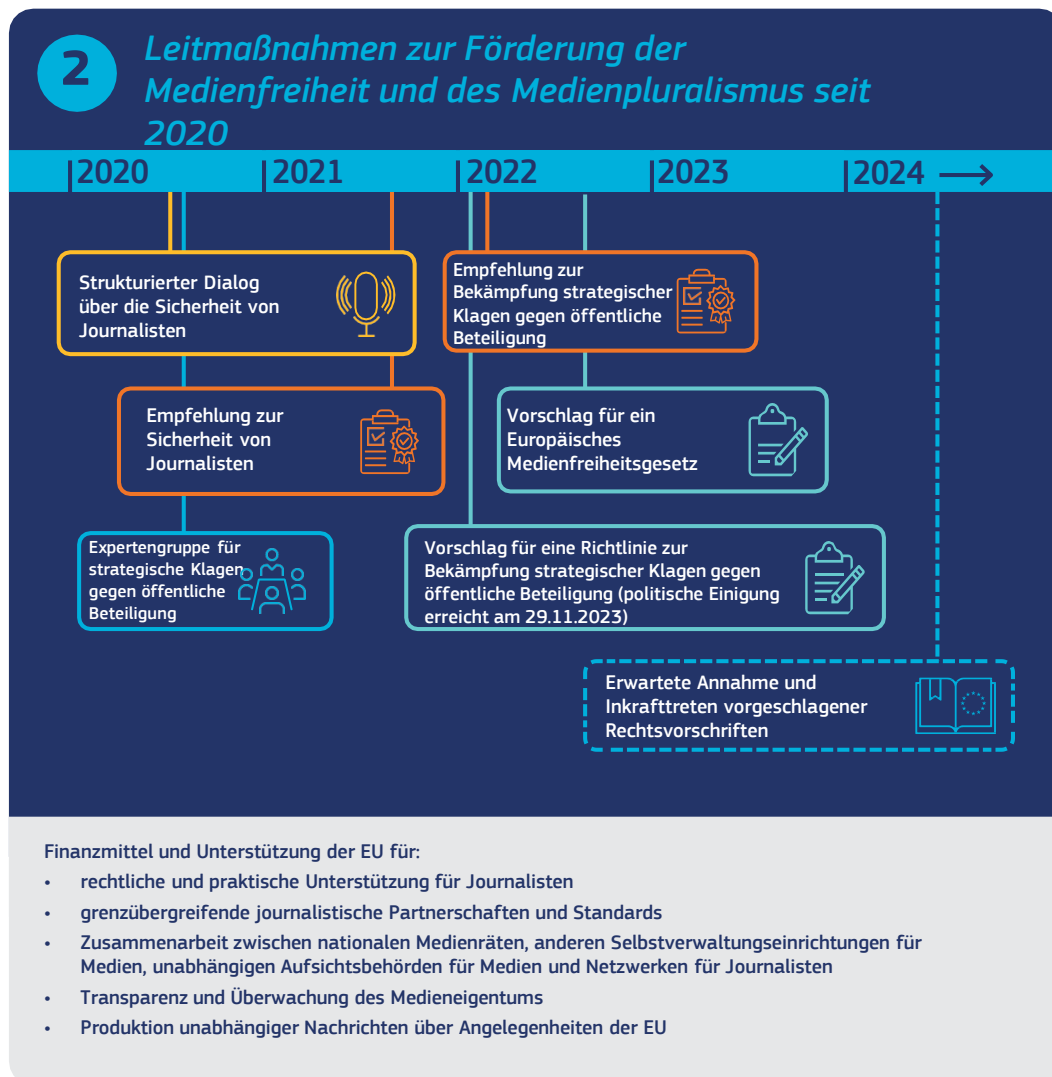 2
Leitmaßnahmen zur Förderung der
Medienfreiheit und des Medienpluralismus seit
2020
2020
2021
2022
2023
2024
Strukturierter Dialog
über die Sicherheit von
Journalisten
Empfehlung zur
Bekämpfung strategischer
Klagen gegen öffentliche
Beteiligung
Empfehlung zur
Sicherheit von
Journalisten
Vorschlag für ein
Europäisches
Medienfreiheitsgesetz
Expertengruppe für
strategische Klagen
gegen öffentliche
Beteiligung
Vorschlag für eine Richtlinie zur
Bekämpfung strategischer Klagen gegen
öffentliche Beteiligung (politische Einigung
erreicht am 29.11.2023)
Erwartete Annahme und
Inkrafttreten vorgeschlagener
Rechtsvorschriften
Finanzmittel und Unterstützung der EU für:
• rechtliche und praktische Unterstützung für Journalisten
• grenzübergreifende journalistische Partnerschaften und Standards
• Zusammenarbeit zwischen nationalen Medienräten, anderen Selbstverwaltungseinrichtungen für
Medien, unabhängigen Aufsichtsbehörden für Medien und Netzwerken für Journalisten
• Transparenz und Überwachung des Medieneigentums
• Produktion unabhängiger Nachrichten über Angelegenheiten der EU